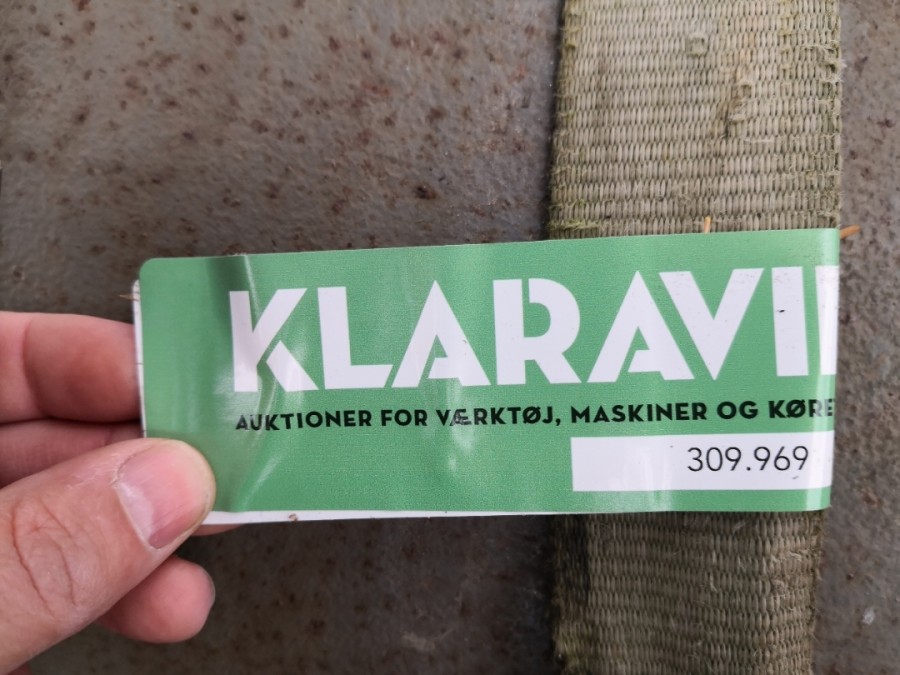 KLARAVI
AUKTIONER FOR VÆRKTØJ, MASKINER OG KØRE
309.969